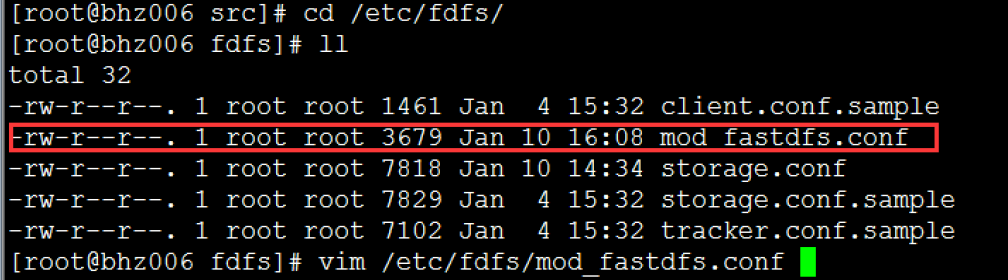 [root@bhz006 src]# cd /etc/fdfs/
[root@bhz006 fdfs]# ll
total 32
-rw-r--r--. 1 root root 1461 Jan  4 15:32 client.conf.sample
-rw-r--r--. 1 root root 3679 Jan 10 16:08 mod_fastdfs.conf
-rw-r--r--. 1 root root 7818 Jan 10 14:34 storage.conf
-rw-r--r--. 1 root root 7829 Jan  4 15:32 storage.conf.sample
-rw-r--r--. 1 root root 7102 Jan  4 15:32 tracker.conf.sample
[root@bhz006 fdfs]# vim /etc/fdfs/mod_fastdfs.conf